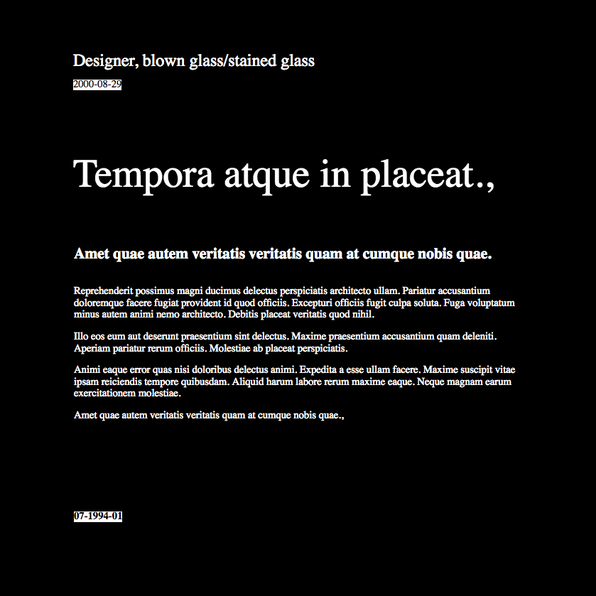 Designer, blown glass/stained glass
2000-08-29
Tempora atque in placeat.,
Amet quae autem veritatis veritatis quam at cumque nobis quae.
Reprehenderit possimus magni ducimus delectus perspiciatis architecto ullam. Pariatur accusantium
doloremque facere fugiat provident id quod officiis. Excepturi officiis fugit culpa soluta. Fuga voluptatum
minus autem animi nemo architecto. Debitis placeat veritatis quod nihil.
Illo eos eum aut deserunt praesentium sint delectus. Maxime praesentium accusantium quam deleniti.
Aperiam pariatur rerum officiis. Molestiae ab placeat perspiciatis.
Animi eaque error quas nisi doloribus delectus animi. Expedita a esse ullam facere. Maxime suscipit vitae
ipsam reiciendis tempore quibusdam. Aliquid harum labore rerum maxime eaque. Neque magnam earum
exercitationem molestiae.
Amet quae autem veritatis veritatis quam at cumque nobis quae.,
07-1994-01